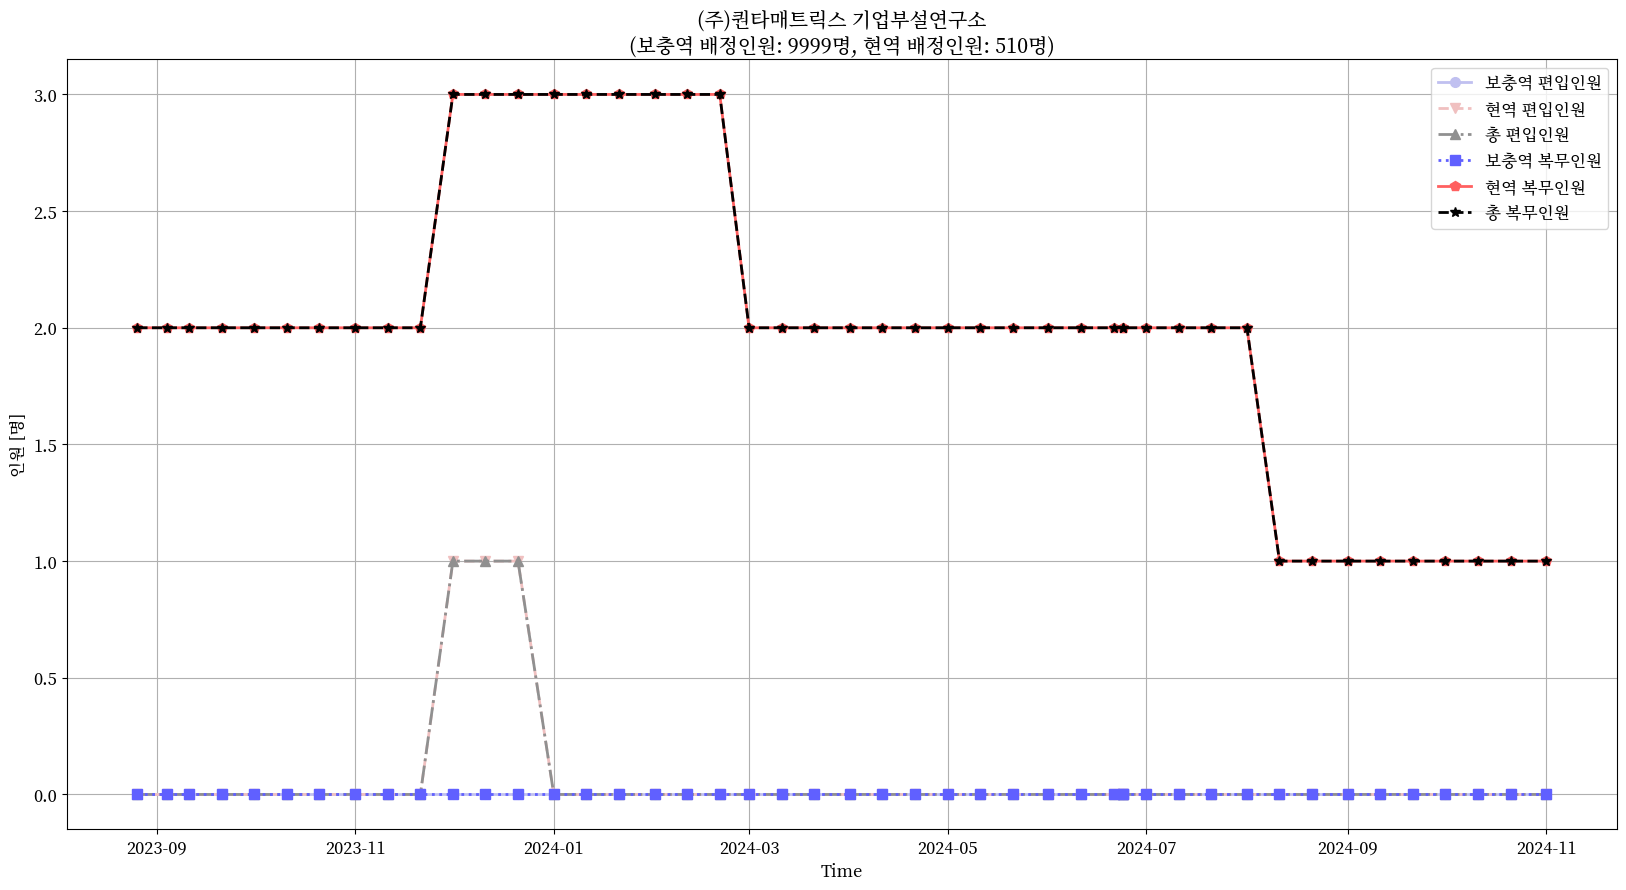 (주)퀀타매트릭스 기업부설연구소
(보충역 배정인원: 9999명, 현역 배정인원: 510명)
보충역 편입인원
현역 편입인원
총 편입인원
보충역 복무인원
현역 복무인원
총 복무인원
3.0
2.5
2.0
1.5
1.0
0.5
0.0
인원 [명]
2023-09
2023-11
2024-01
2024-03
2024-05
2024-07
2024-09
2024-11
Time